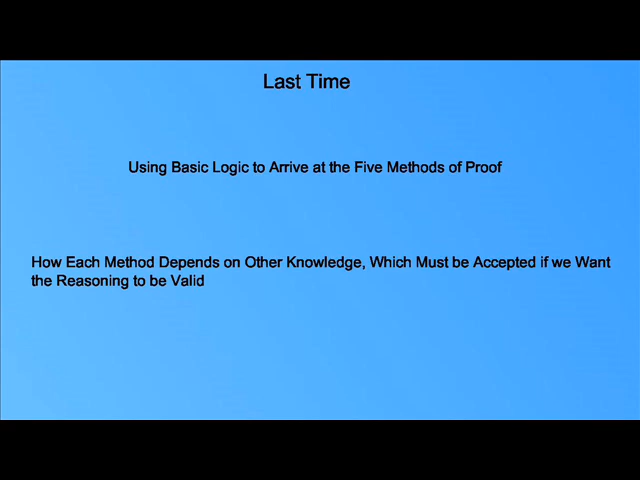 Last Time
Using Basic Logic to Arrive at the Five Methods of Proof
How Each Method Depends on Other Knowledge, Which Must be Accepted if we Want
the Reasoning to be Valid